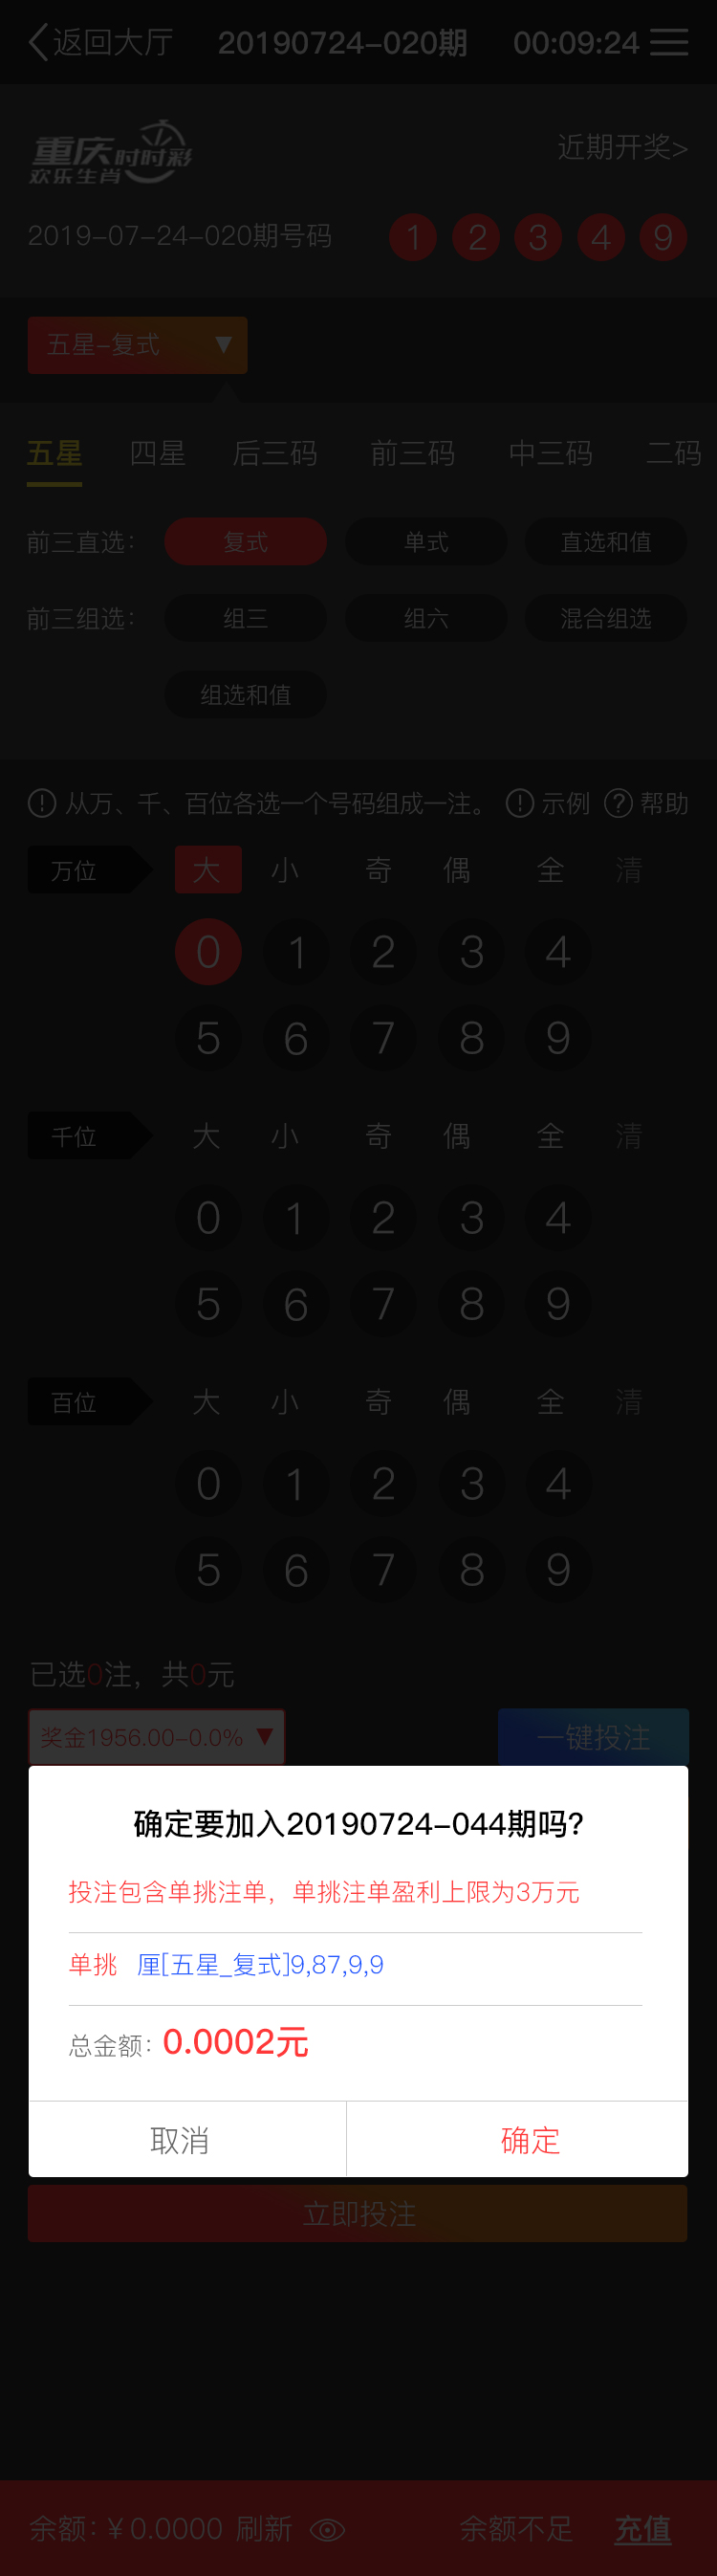 返回大厅 20190724-020期 00:09:24
重庆时时彩
欢乐生肖
近期开奖>
2019-07-24-020期号码 1 2 3 4 9
五星-复式 ▼
五星 四星 后三码 前三码 中三码 二码
前三直选： 复式 单式 直选和值
前三组选： 组三 组六 混合组选
组选和值
从万、千、百位各选一个号码组成一注。 示例 帮助
万位 大 小 奇 偶 全 清
0 1 2 3 4
5 6 7 8 9
千位 大 小 奇 偶 全 清
0 1 2 3 4
5 6 7 8 9
百位 大 小 奇 偶 全 清
0 1 2 3 4
5 6 7 8 9
已选0注，共0元
奖金1956.00-0.0% ▼ 一键投注
确定要加入20190724-044期吗？
投注包含单挑注单，单挑注单盈利上限为3万元
单挑 厘[五星_复式]9,87,9,9
总金额：0.0002元
取消 确定
立即投注
余额：¥0.0000 刷新 余额不足 充值